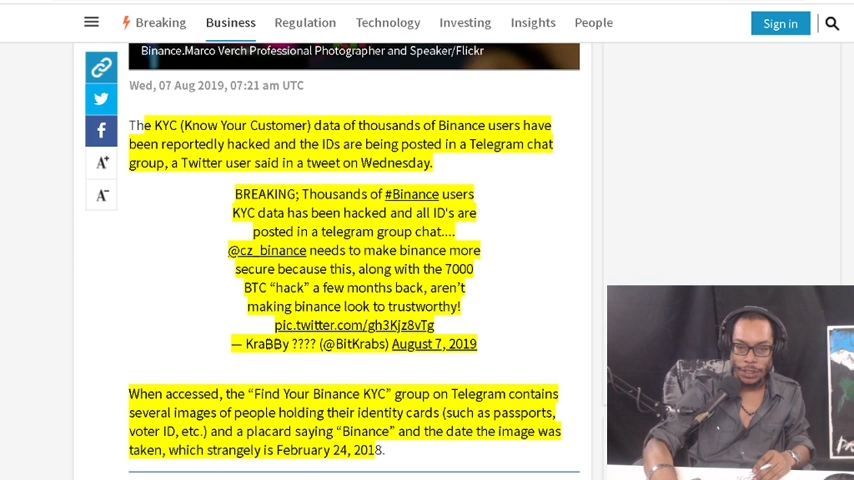 Breaking Business Regulation Technology Investing Insights People Sign in
Binance.Marco Verch Professional Photographer and Speaker/Flickr
Wed, 07 Aug 2019, 07:21 am UTC
The KYC (Know Your Customer) data of thousands of Binance users have
been reportedly hacked and the IDs are being posted in a Telegram chat
group, a Twitter user said in a tweet on Wednesday.
BREAKING; Thousands of #Binance users
KYC data has been hacked and all ID's are
posted in a telegram group chat....
@cz_binance needs to make binance more
secure because this, along with the 7000
BTC “hack” a few months back, aren’t
making binance look to trustworthy!
pic.twitter.com/gh3KJz8vTg
— KraɃɃy ???? (@BitKrabs) August 7, 2019
When accessed, the “Find Your Binance KYC” group on Telegram contains
several images of people holding their identity cards (such as passports,
voter ID, etc.) and a placard saying “Binance” and the date the image was
taken, which strangely is February 24, 2018.
A+
A-